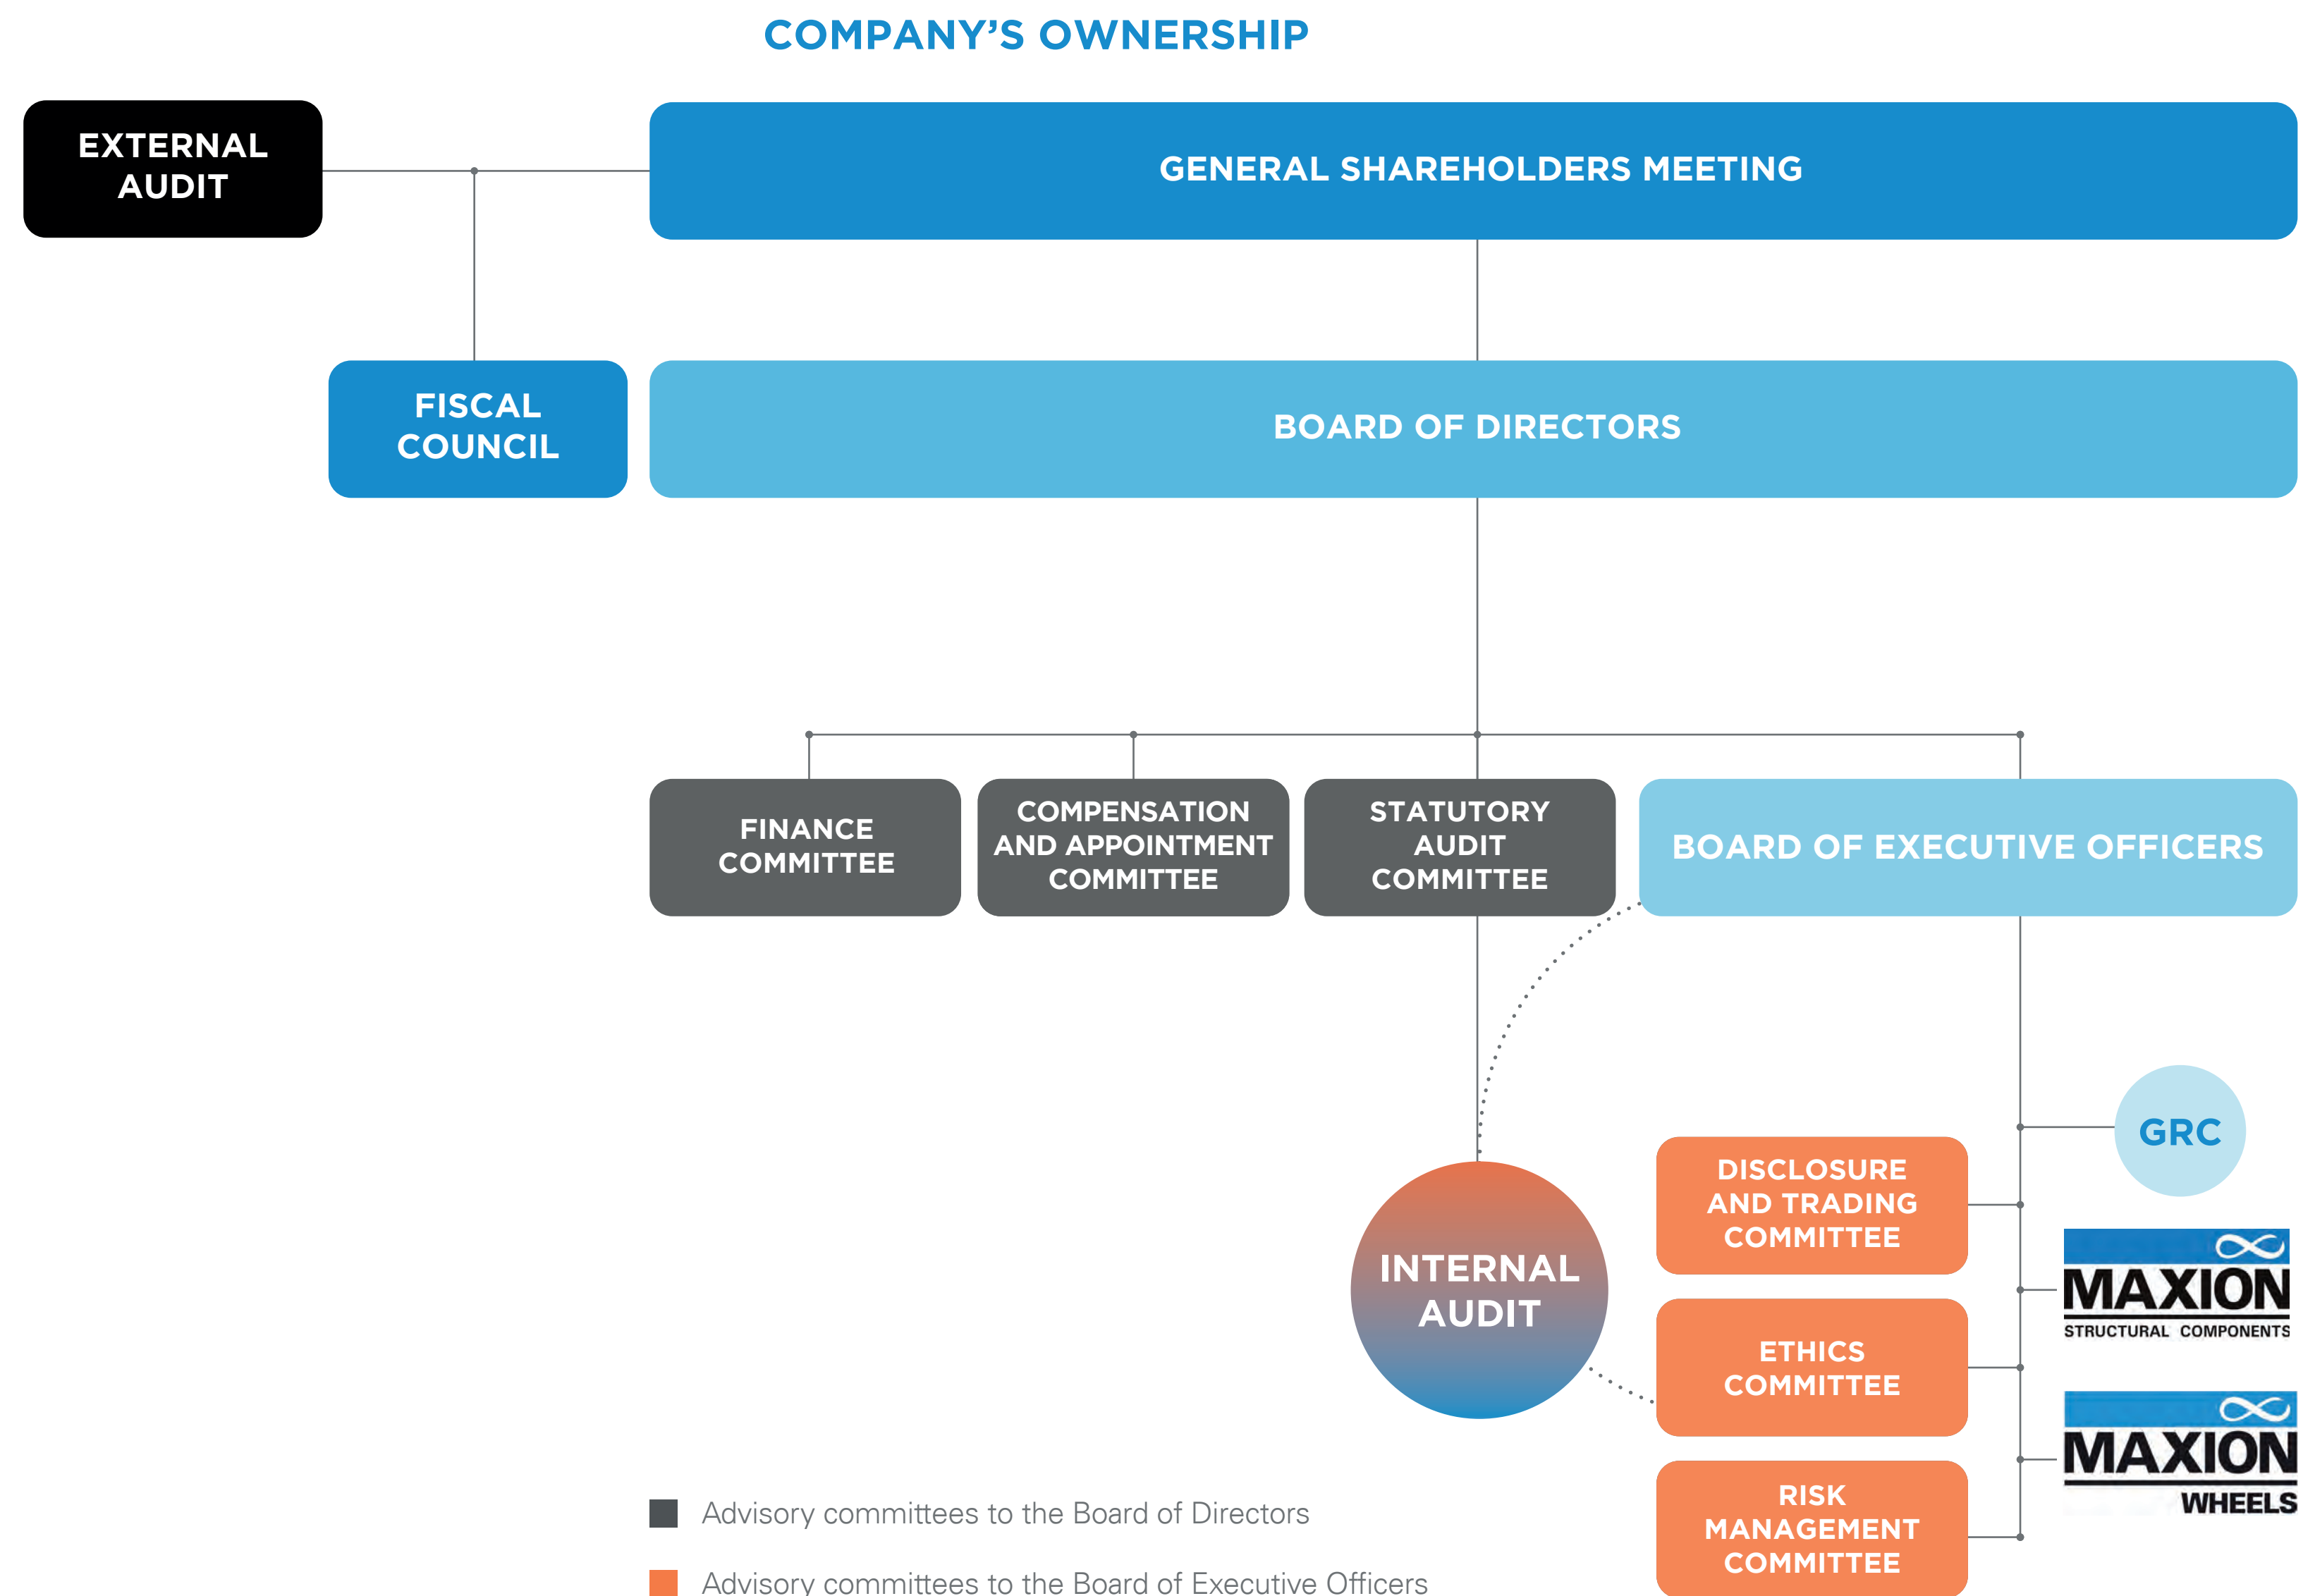 COMPANY’S OWNERSHIP
EXTERNAL
AUDIT
GENERAL SHAREHOLDERS MEETING
FISCAL
COUNCIL
BOARD OF DIRECTORS
FINANCE
COMMITTEE
COMPENSATION
AND APPOINTMENT
COMMITTEE
STATUTORY
AUDIT
COMMITTEE
BOARD OF EXECUTIVE OFFICERS
GRC
DISCLOSURE
AND TRADING
COMMITTEE
MAXION
STRUCTURAL COMPONENTS
INTERNAL
AUDIT
ETHICS
COMMITTEE
MAXION
WHEELS
RISK
MANAGEMENT
COMMITTEE
Advisory committees to the Board of Directors
Advisory committees to the Board of Executive Officers